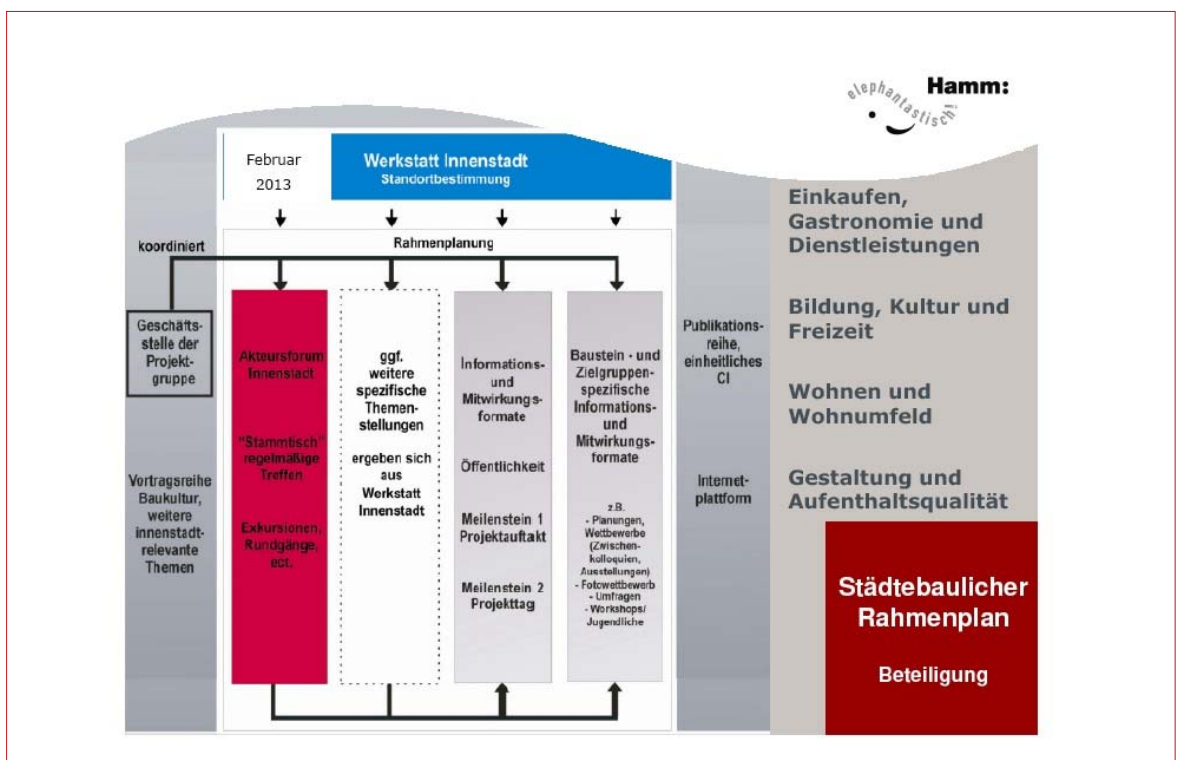 elephantastisch
Hamm:
Februar
2013
Werkstatt Innenstadt
Standortbestimmung
koordiniert
Rahmenplanung
Geschäfts-
stelle der
Projekt-
gruppe
Vortragsreihe
Baukultur,
weitere
innenstadt-
relevante
Themen
Akteursforum
Innenstadt
"Stammtisch"
regelmäßige
Treffen
Exkursionen,
Rundgänge,
ect.
ggf.
weitere
spezifische
Themen-
stellungen
ergeben sich
aus
Werkstatt
Innenstadt
Informations-
und
Mitwirkungs-
formate
Öffentlichkeit
Meilenstein 1
Projektauftakt
Meilenstein 2
Projekttag
Baustein - und
Zielgruppen-
spezifische
Informations-
und
Mitwirkungs-
formate
z.B.
- Planungen,
Wettbewerbe
(Zwischen-
kolloquien,
Ausstellungen)
- Fotowettbewerb
- Umfragen
- Workshops/
Jugendliche
Publikations-
reihe,
einheitliches
CI
Internet-
plattform
Einkaufen,
Gastronomie und
Dienstleistungen
Bildung, Kultur und
Freizeit
Wohnen und
Wohnumfeld
Gestaltung und
Aufenthaltsqualität
Städtebaulicher
Rahmenplan
Beteiligung